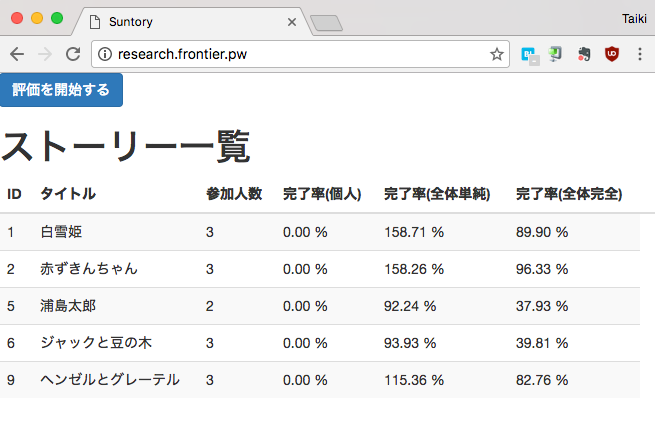 Suntory
Taiki
research.frontier.pw
評価を開始する
ストーリー一覧
ID タイトル 参加人数 完了率(個人) 完了率(全体単純) 完了率(全体完全)
1 白雪姫 3 0.00 % 158.71 % 89.90 %
2 赤ずきんちゃん 3 0.00 % 158.26 % 96.33 %
5 浦島太郎 2 0.00 % 92.24 % 37.93 %
6 ジャックと豆の木 3 0.00 % 93.93 % 39.81 %
9 ヘンゼルとグレーテル 3 0.00 % 115.36 % 82.76 %